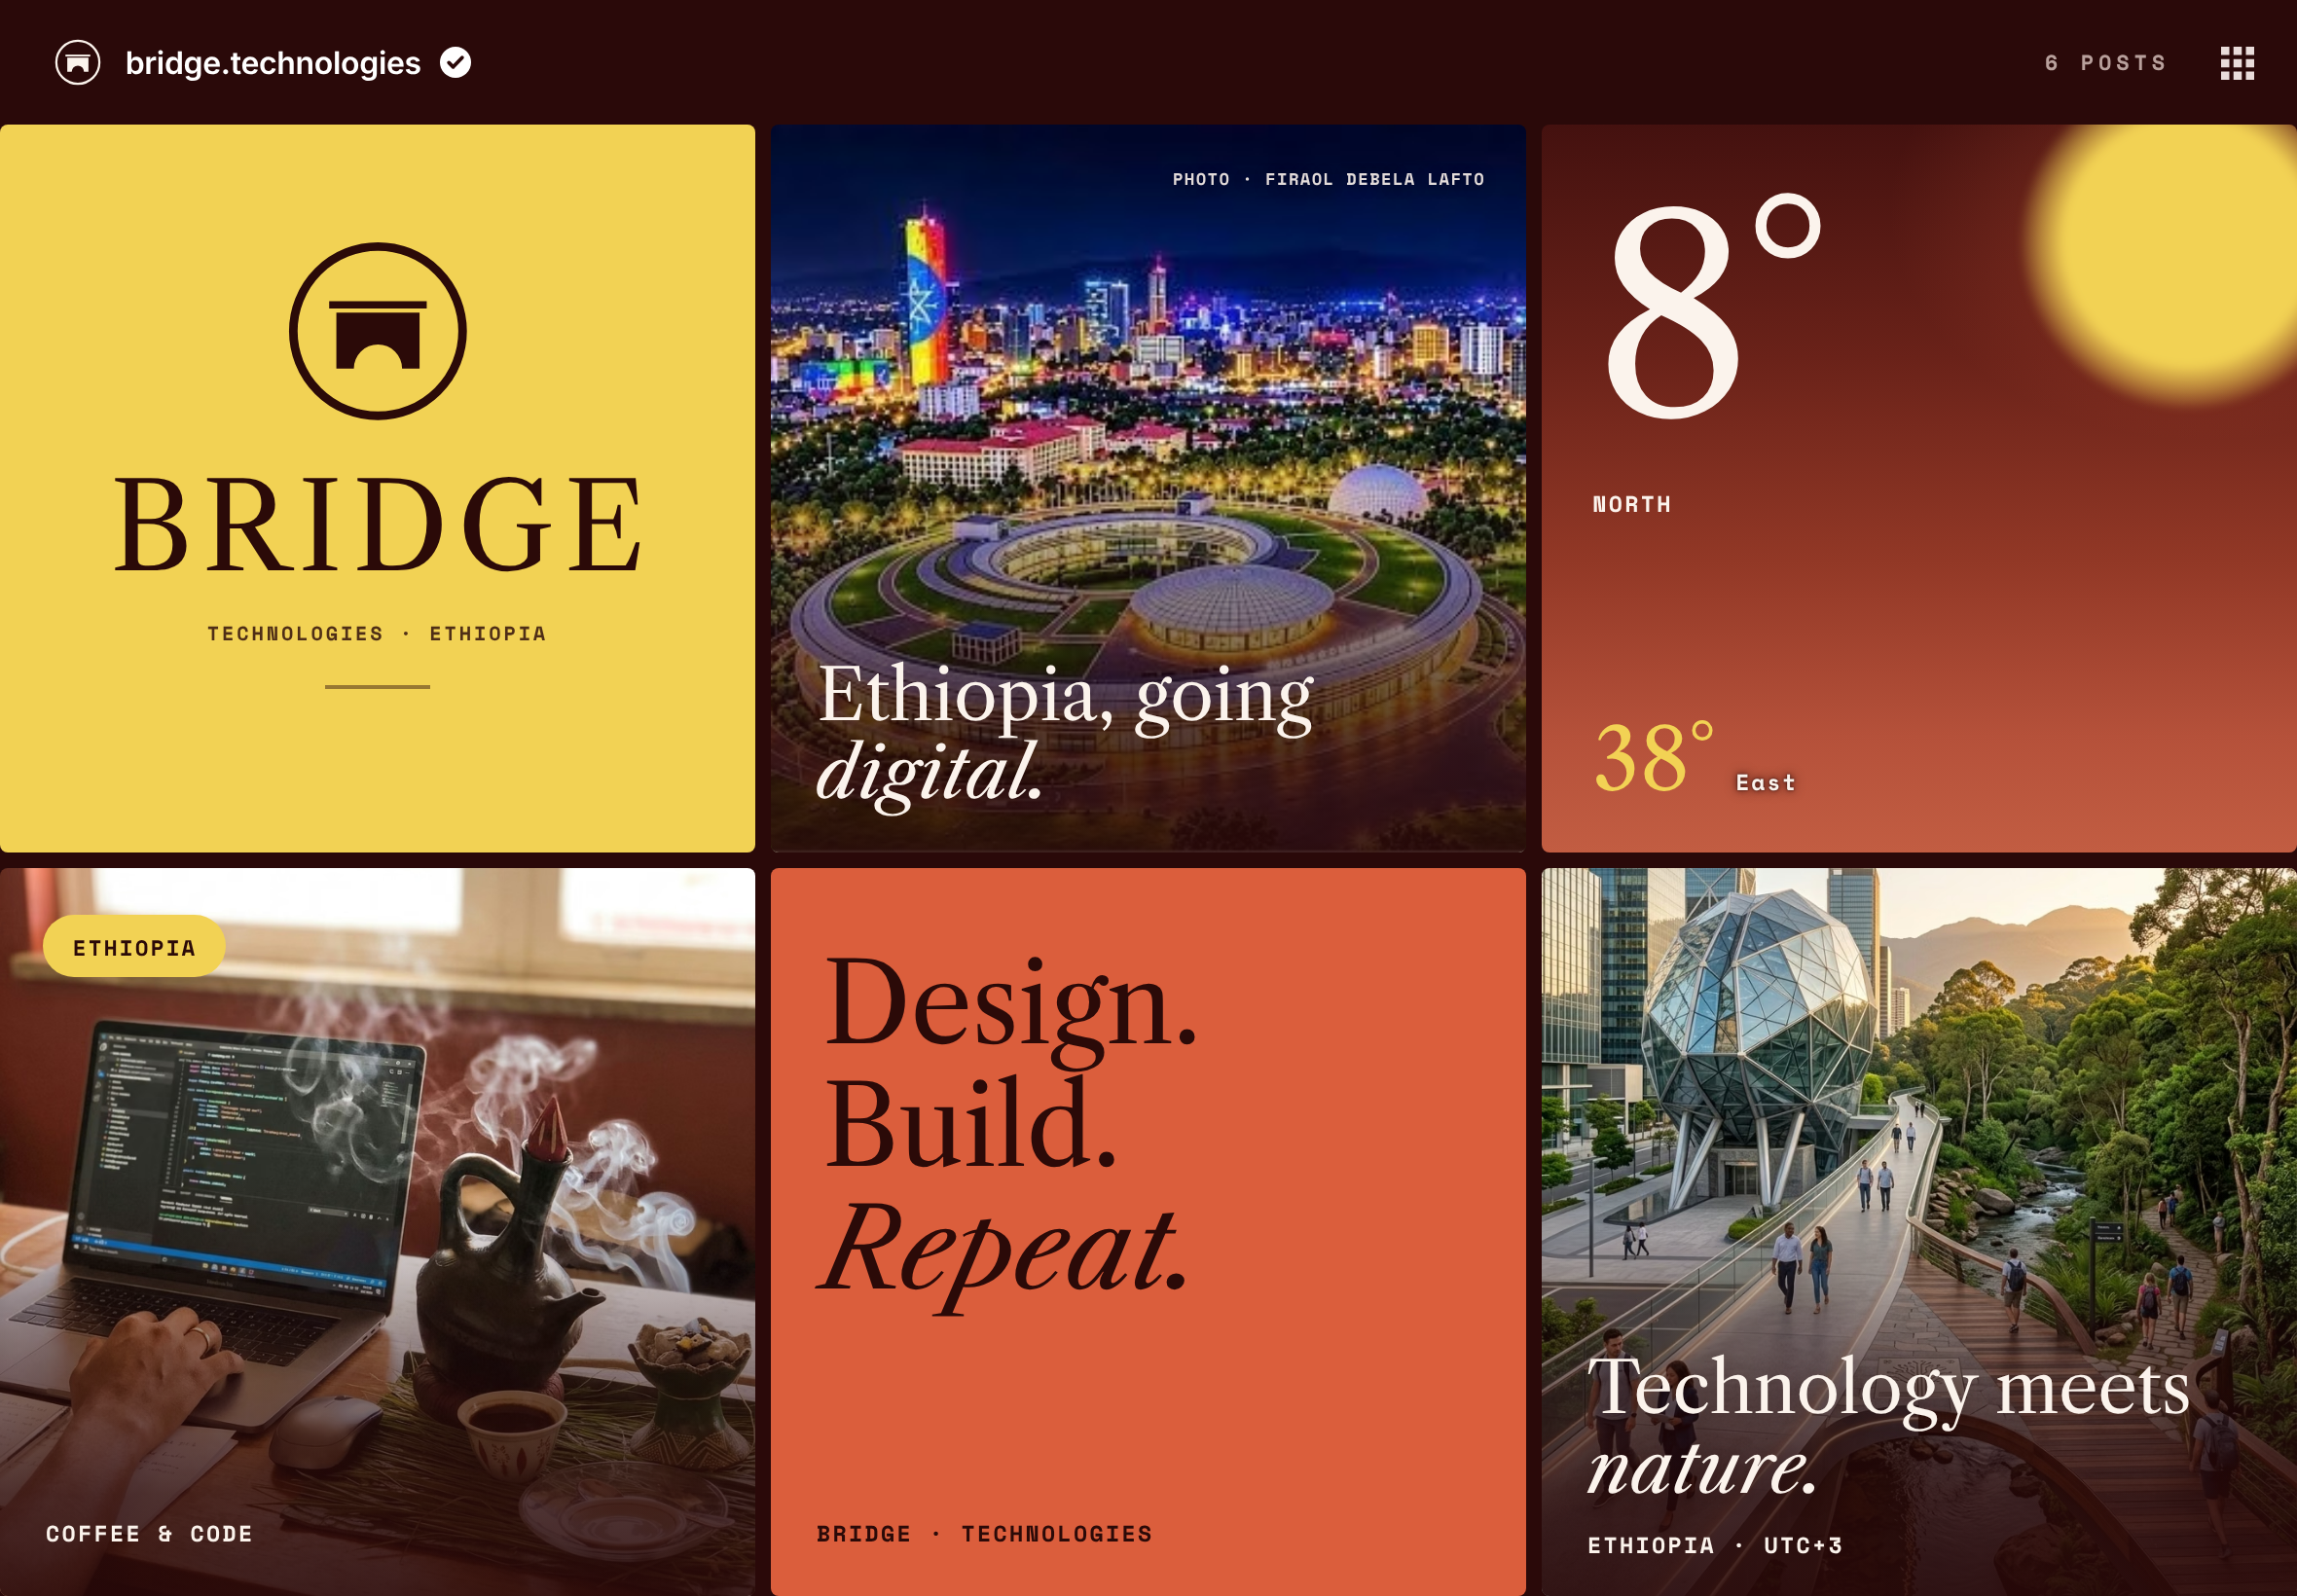 bridge.technologies
6 POSTS
BRIDGE
TECHNOLOGIES · ETHIOPIA
PHOTO · FIRAOL DEBELA LAFTO
Ethiopia, going
digital.
8°
NORTH
38° East
ETHIOPIA
COFFEE & CODE
Design.
Build.
Repeat.
BRIDGE · TECHNOLOGIES
Technology meets
nature.
ETHIOPIA · UTC+3